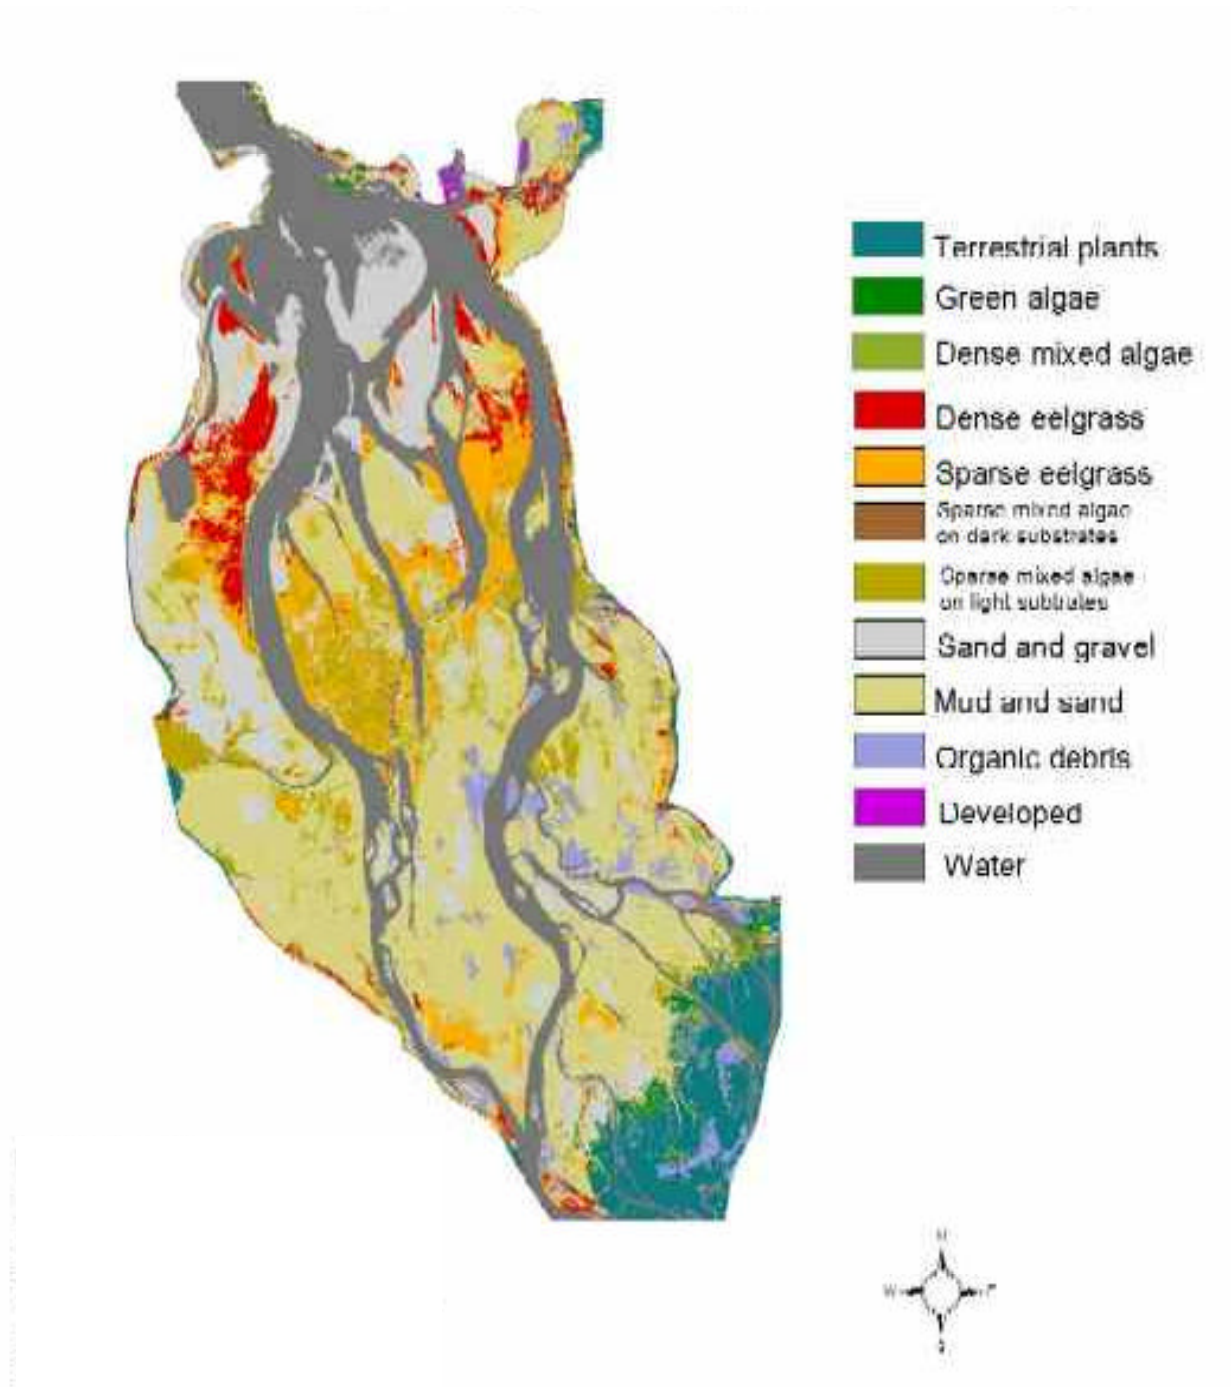 Terrestrial plants
Green algae
Dense mixed algae
Dense eelgrass
Sparse eelgrass
Sparse mixed algae
on dark substrates
Sparse mixed algae
on light subtrates
Sand and gravel
Mud and sand
Organic debris
Developed
Water
N
W
S